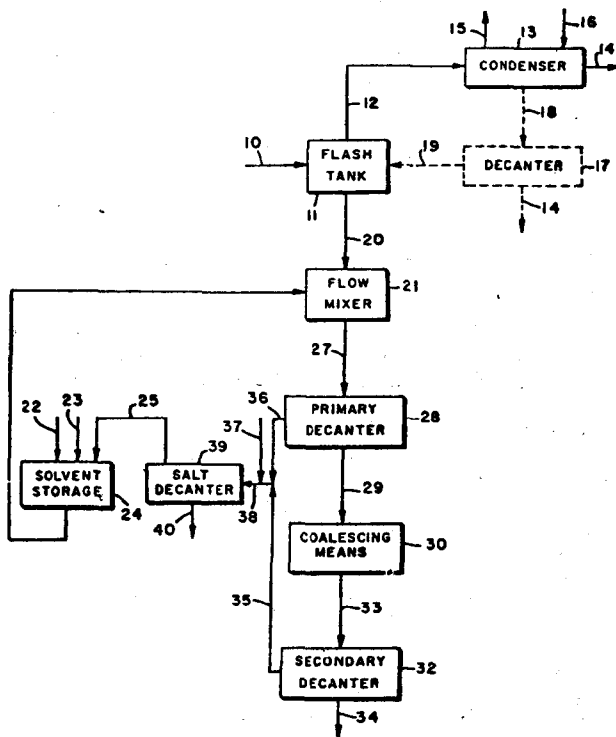 15
13
16
CONDENSER
14
12
18
10
FLASH
TANK
19
DECANTER
17
11
14
20
FLOW
MIXER
21
27
36
22
23
25
37
PRIMARY
DECANTER
28
39
SOLVENT
STORAGE
SALT
DECANTER
38
29
24
40
COALESCING
MEANS
30
35
33
SECONDARY
DECANTER
32
34